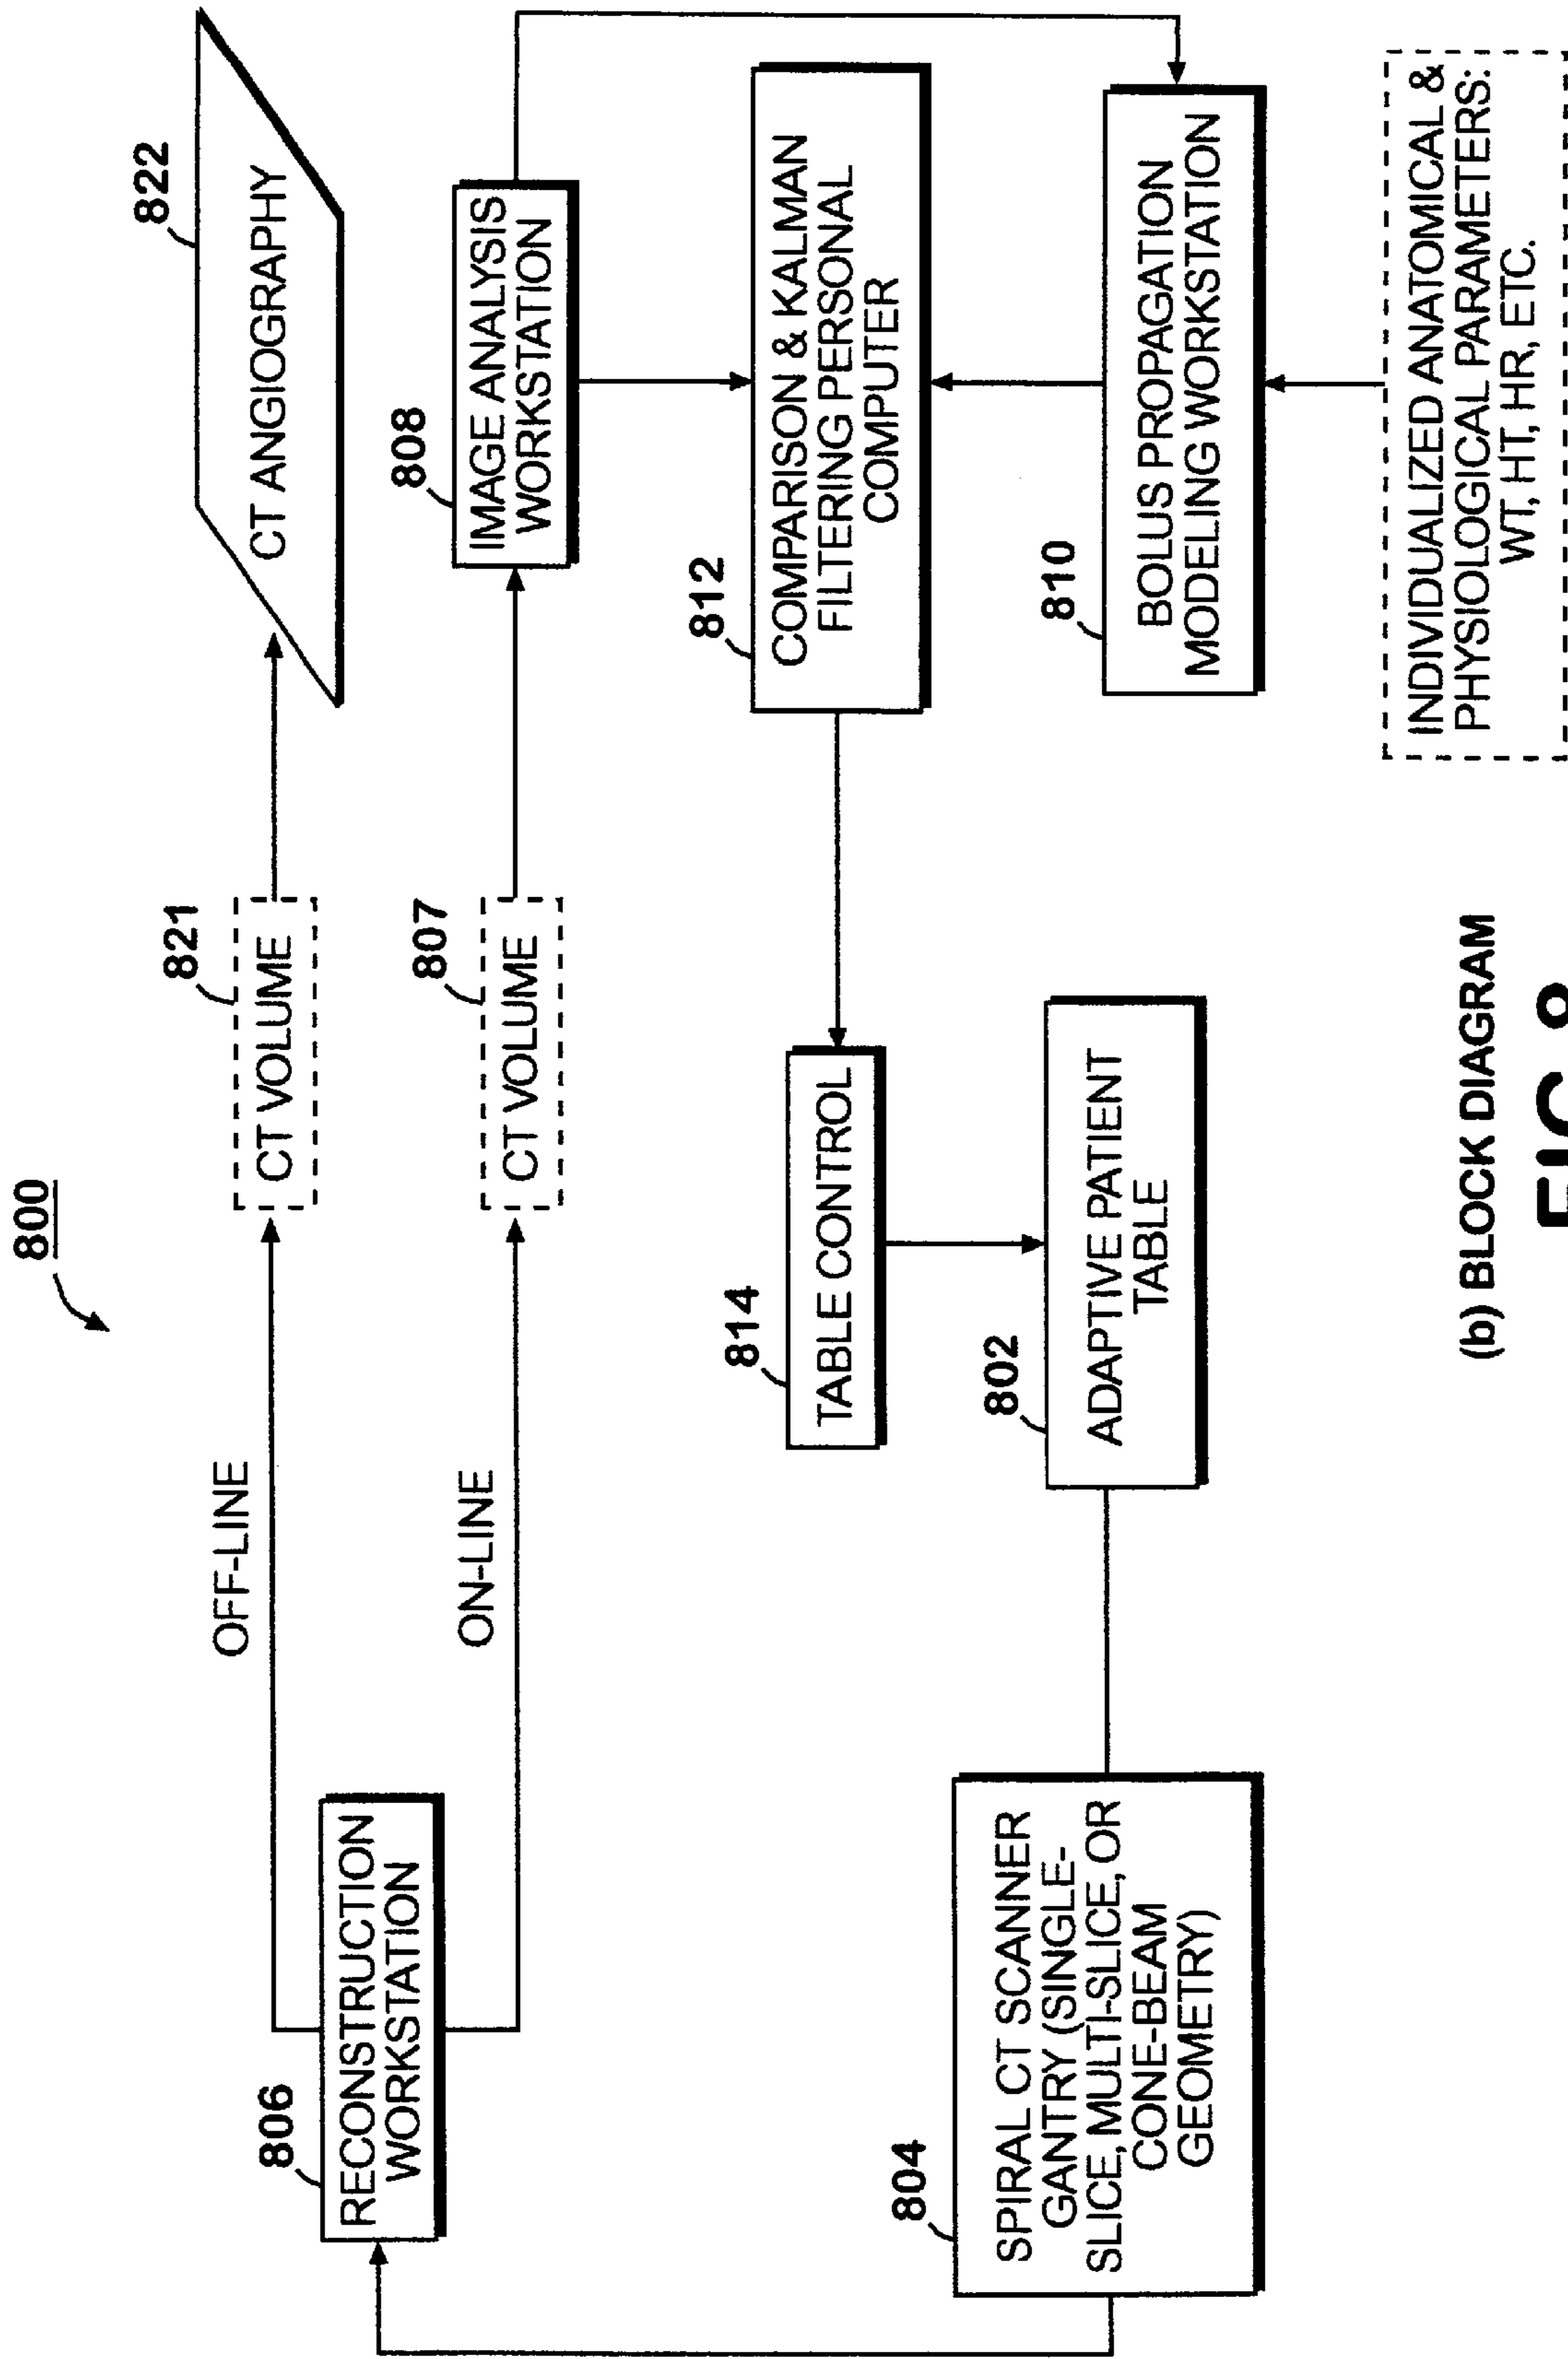 800
OFF-LINE
821
CT VOLUME
822
CT ANGIOGRAPHY
806
RECONSTRUCTION
WORKSTATION
ON-LINE
807
CT VOLUME
808
IMAGE ANALYSIS
WORKSTATION
814
TABLE CONTROL
812
COMPARISON & KALMAN
FILTERING PERSONAL
COMPUTER
804
SPIRAL CT SCANNER
GANTRY (SINGLE-
SLICE, MULTI-SLICE, OR
CONE-BEAM
GEOMETRY)
802
ADAPTIVE PATIENT
TABLE
810
BOLUS PROPAGATION
MODELING WORKSTATION
INDIVIDUALIZED ANATOMICAL &
PHYSIOLOGICAL PARAMETERS:
WT, HT, HR, ETC.
(b) BLOCK DIAGRAM
FIG. 8